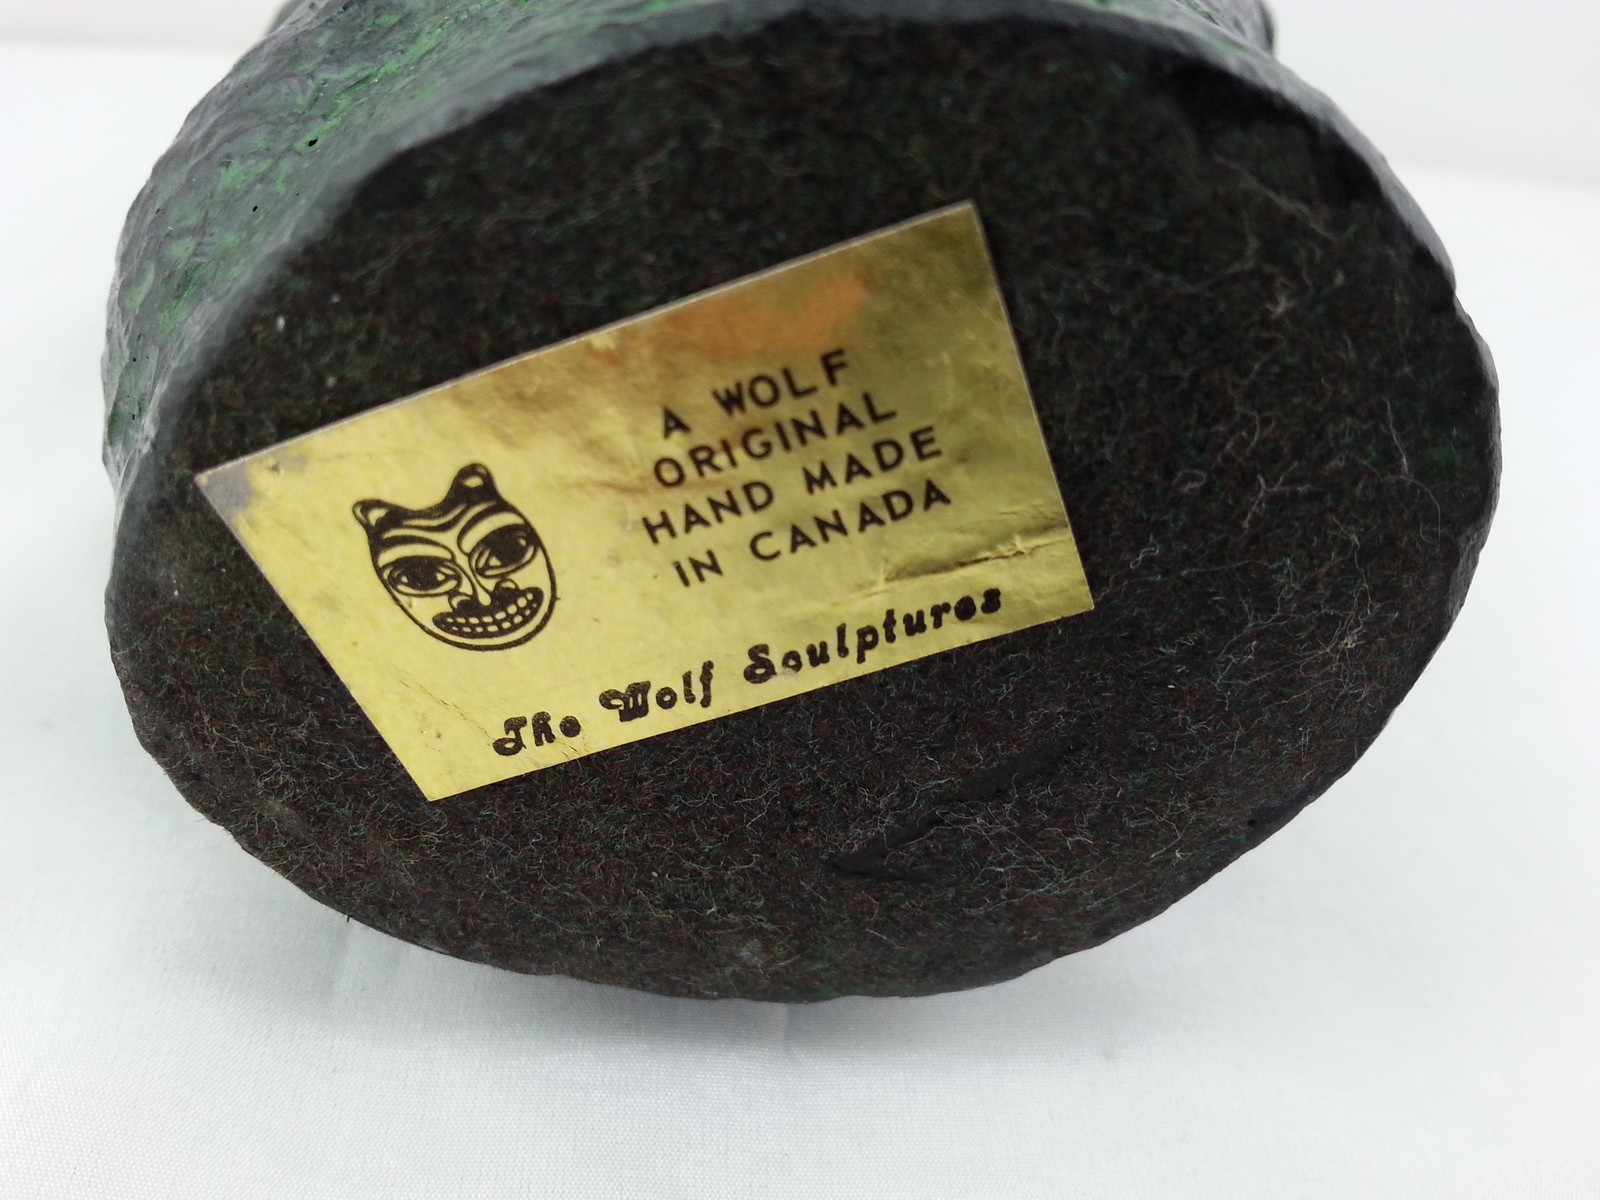 A WOLF
ORIGINAL
HAND MADE
IN CANADA
The Wolf Sculptures